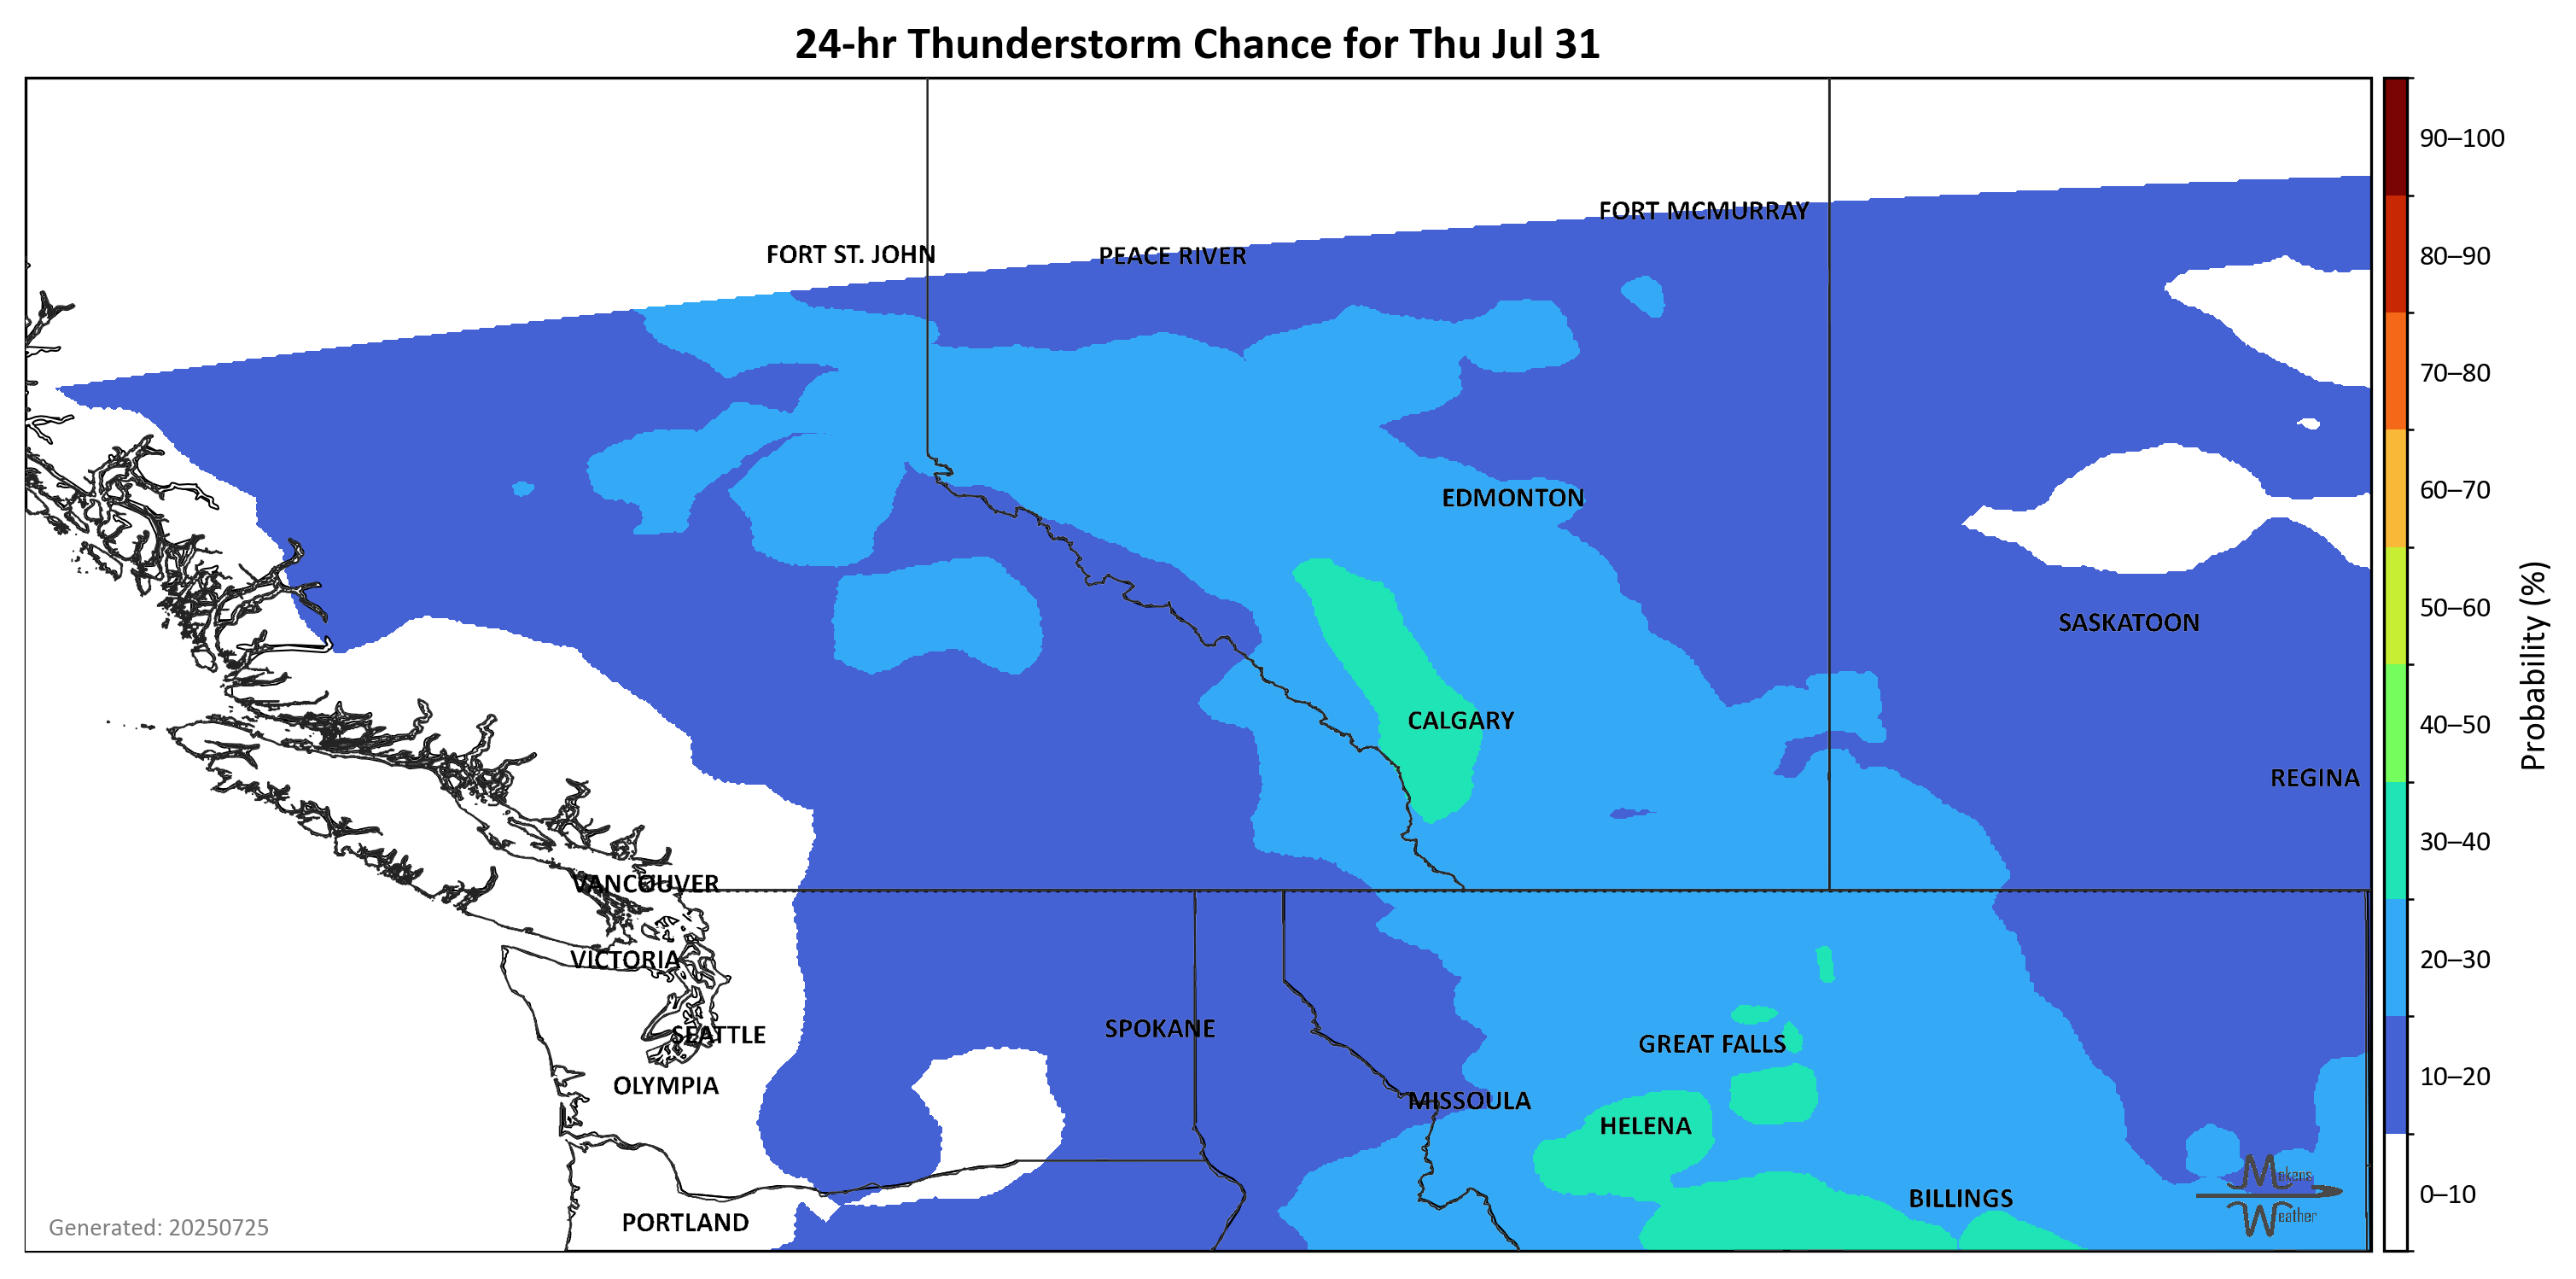 24-hr Thunderstorm Chance for Thu Jul 31
90–100
FORT MCMURRAY
FORT ST. JOHN
PEACE RIVER
80–90
70–80
60–70
EDMONTON
50–60
SASKATOON
Probability (%)
CALGARY
40–50
REGINA
30–40
VANCOUVER
VICTORIA
20–30
SPOKANE
SEATTLE
GREAT FALLS
OLYMPIA
10–20
MISSOULA
HELENA
Mekens
0–10
BILLINGS
Weather
PORTLAND
Generated: 20250725